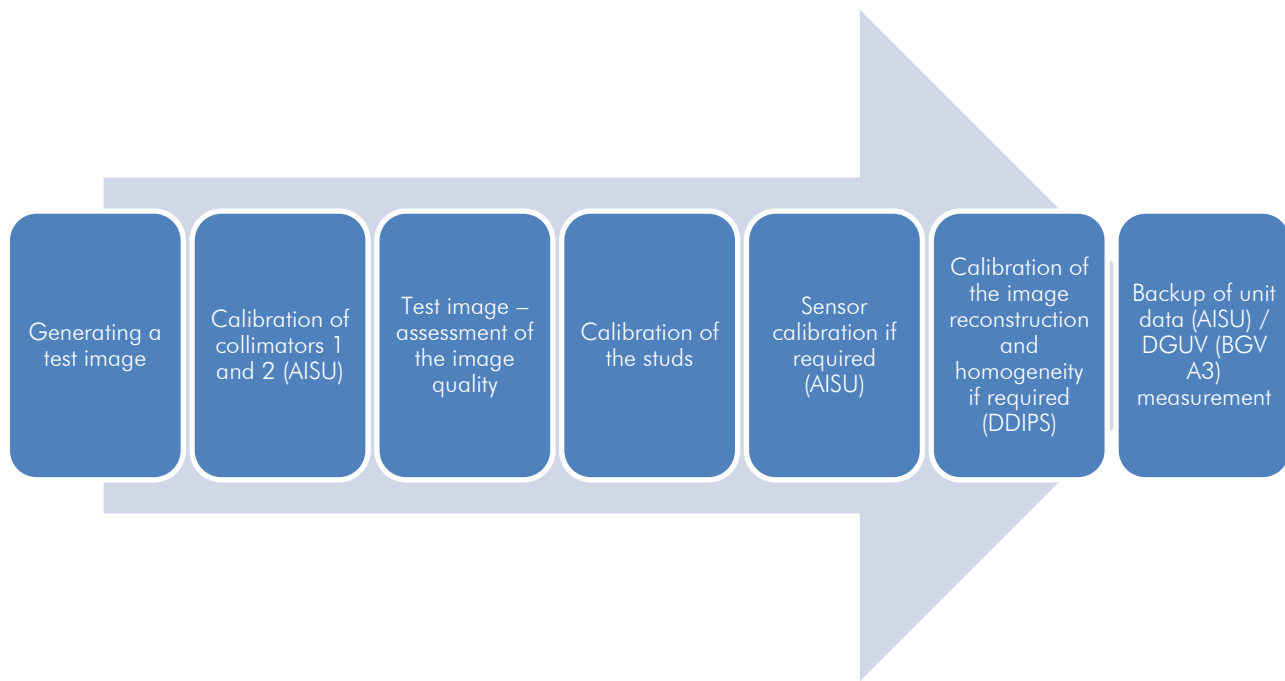 Generating a
test image
Calibration of
collimators 1
and 2 (AISU)
Test image –
assessment of
the image
quality
Calibration of
the studs
Sensor
calibration if
required
(AISU)
Calibration of
the image
reconstruction
and
homogeneity
if required
(DDIPS)
Backup of unit
data (AISU) /
DGUV (BGV
A3)
measurement